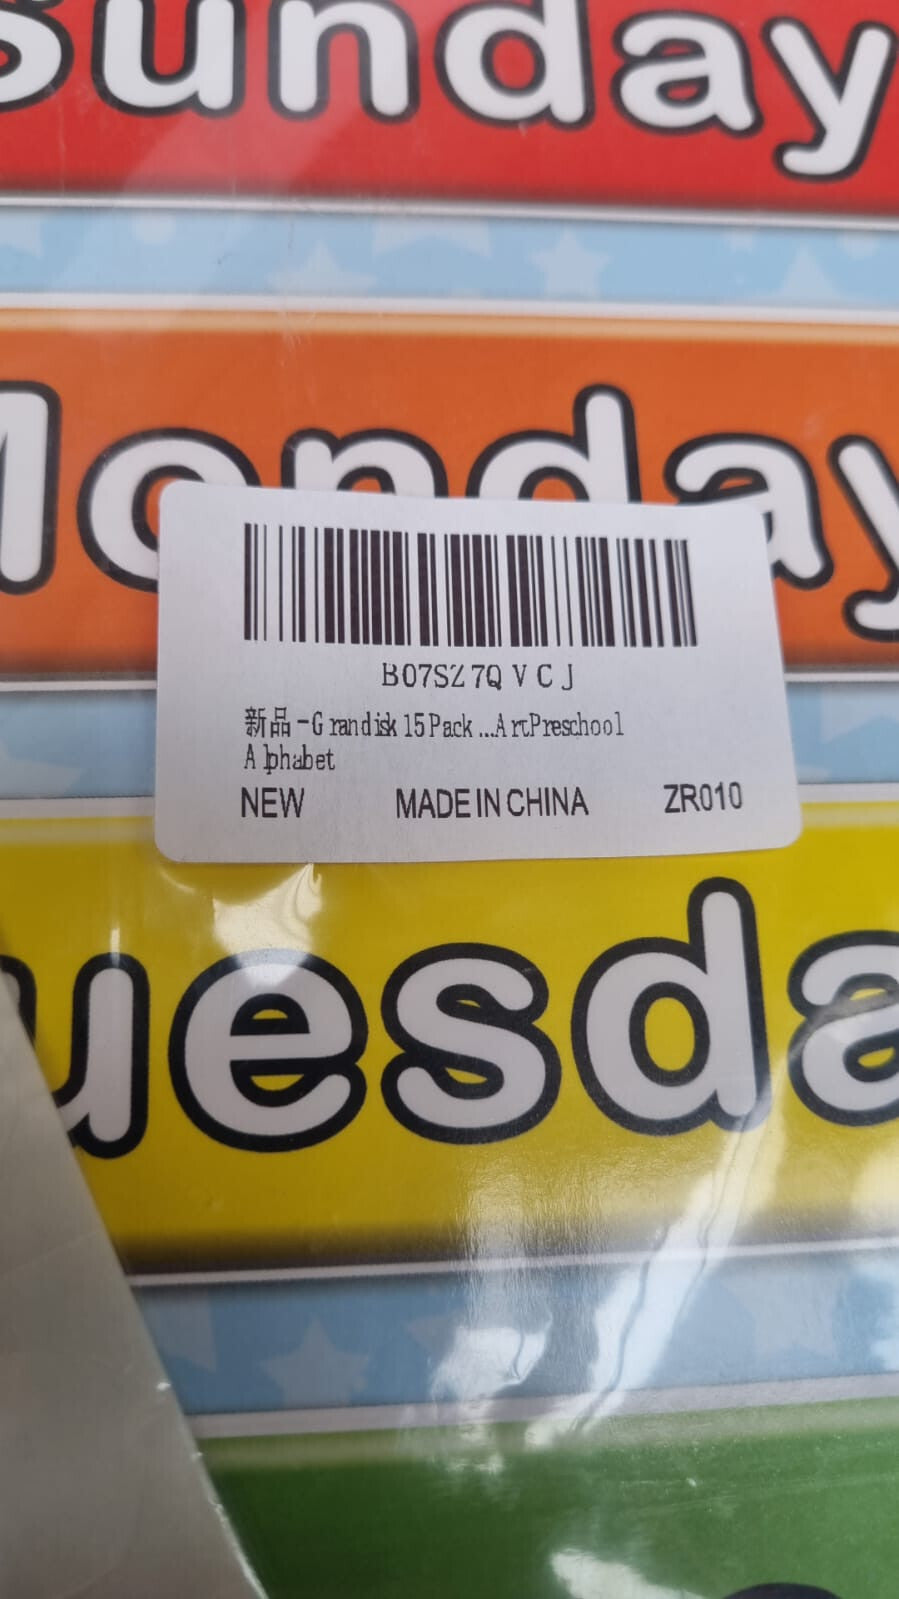 Sunday
Monday
B07SZ7QVCJ
新品-Grandisk 15 Pack ...Art Preschool
Alphabet
NEW MADE IN CHINA ZR010
uesda